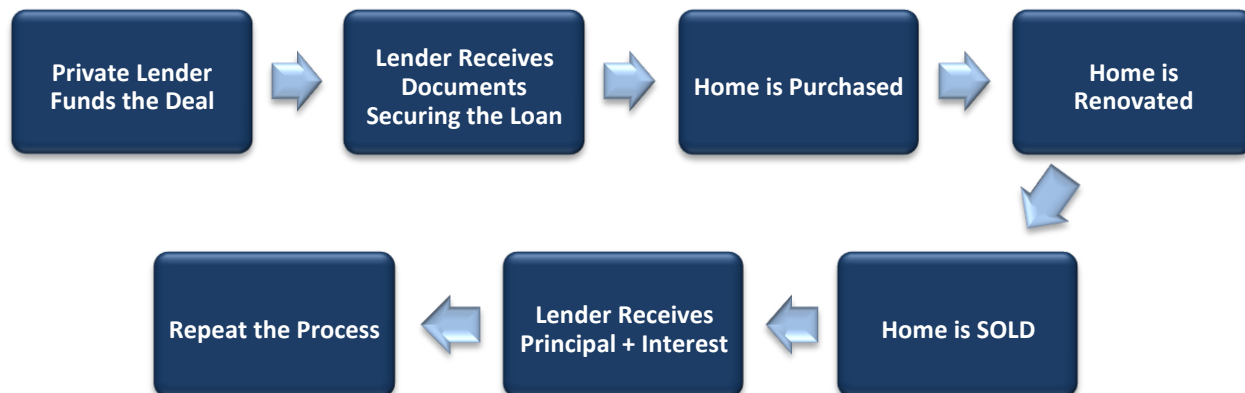 Private Lender
Funds the Deal
Lender Receives
Documents
Securing the Loan
Home is Purchased
Home is
Renovated
Home is SOLD
Lender Receives
Principal + Interest
Repeat the Process